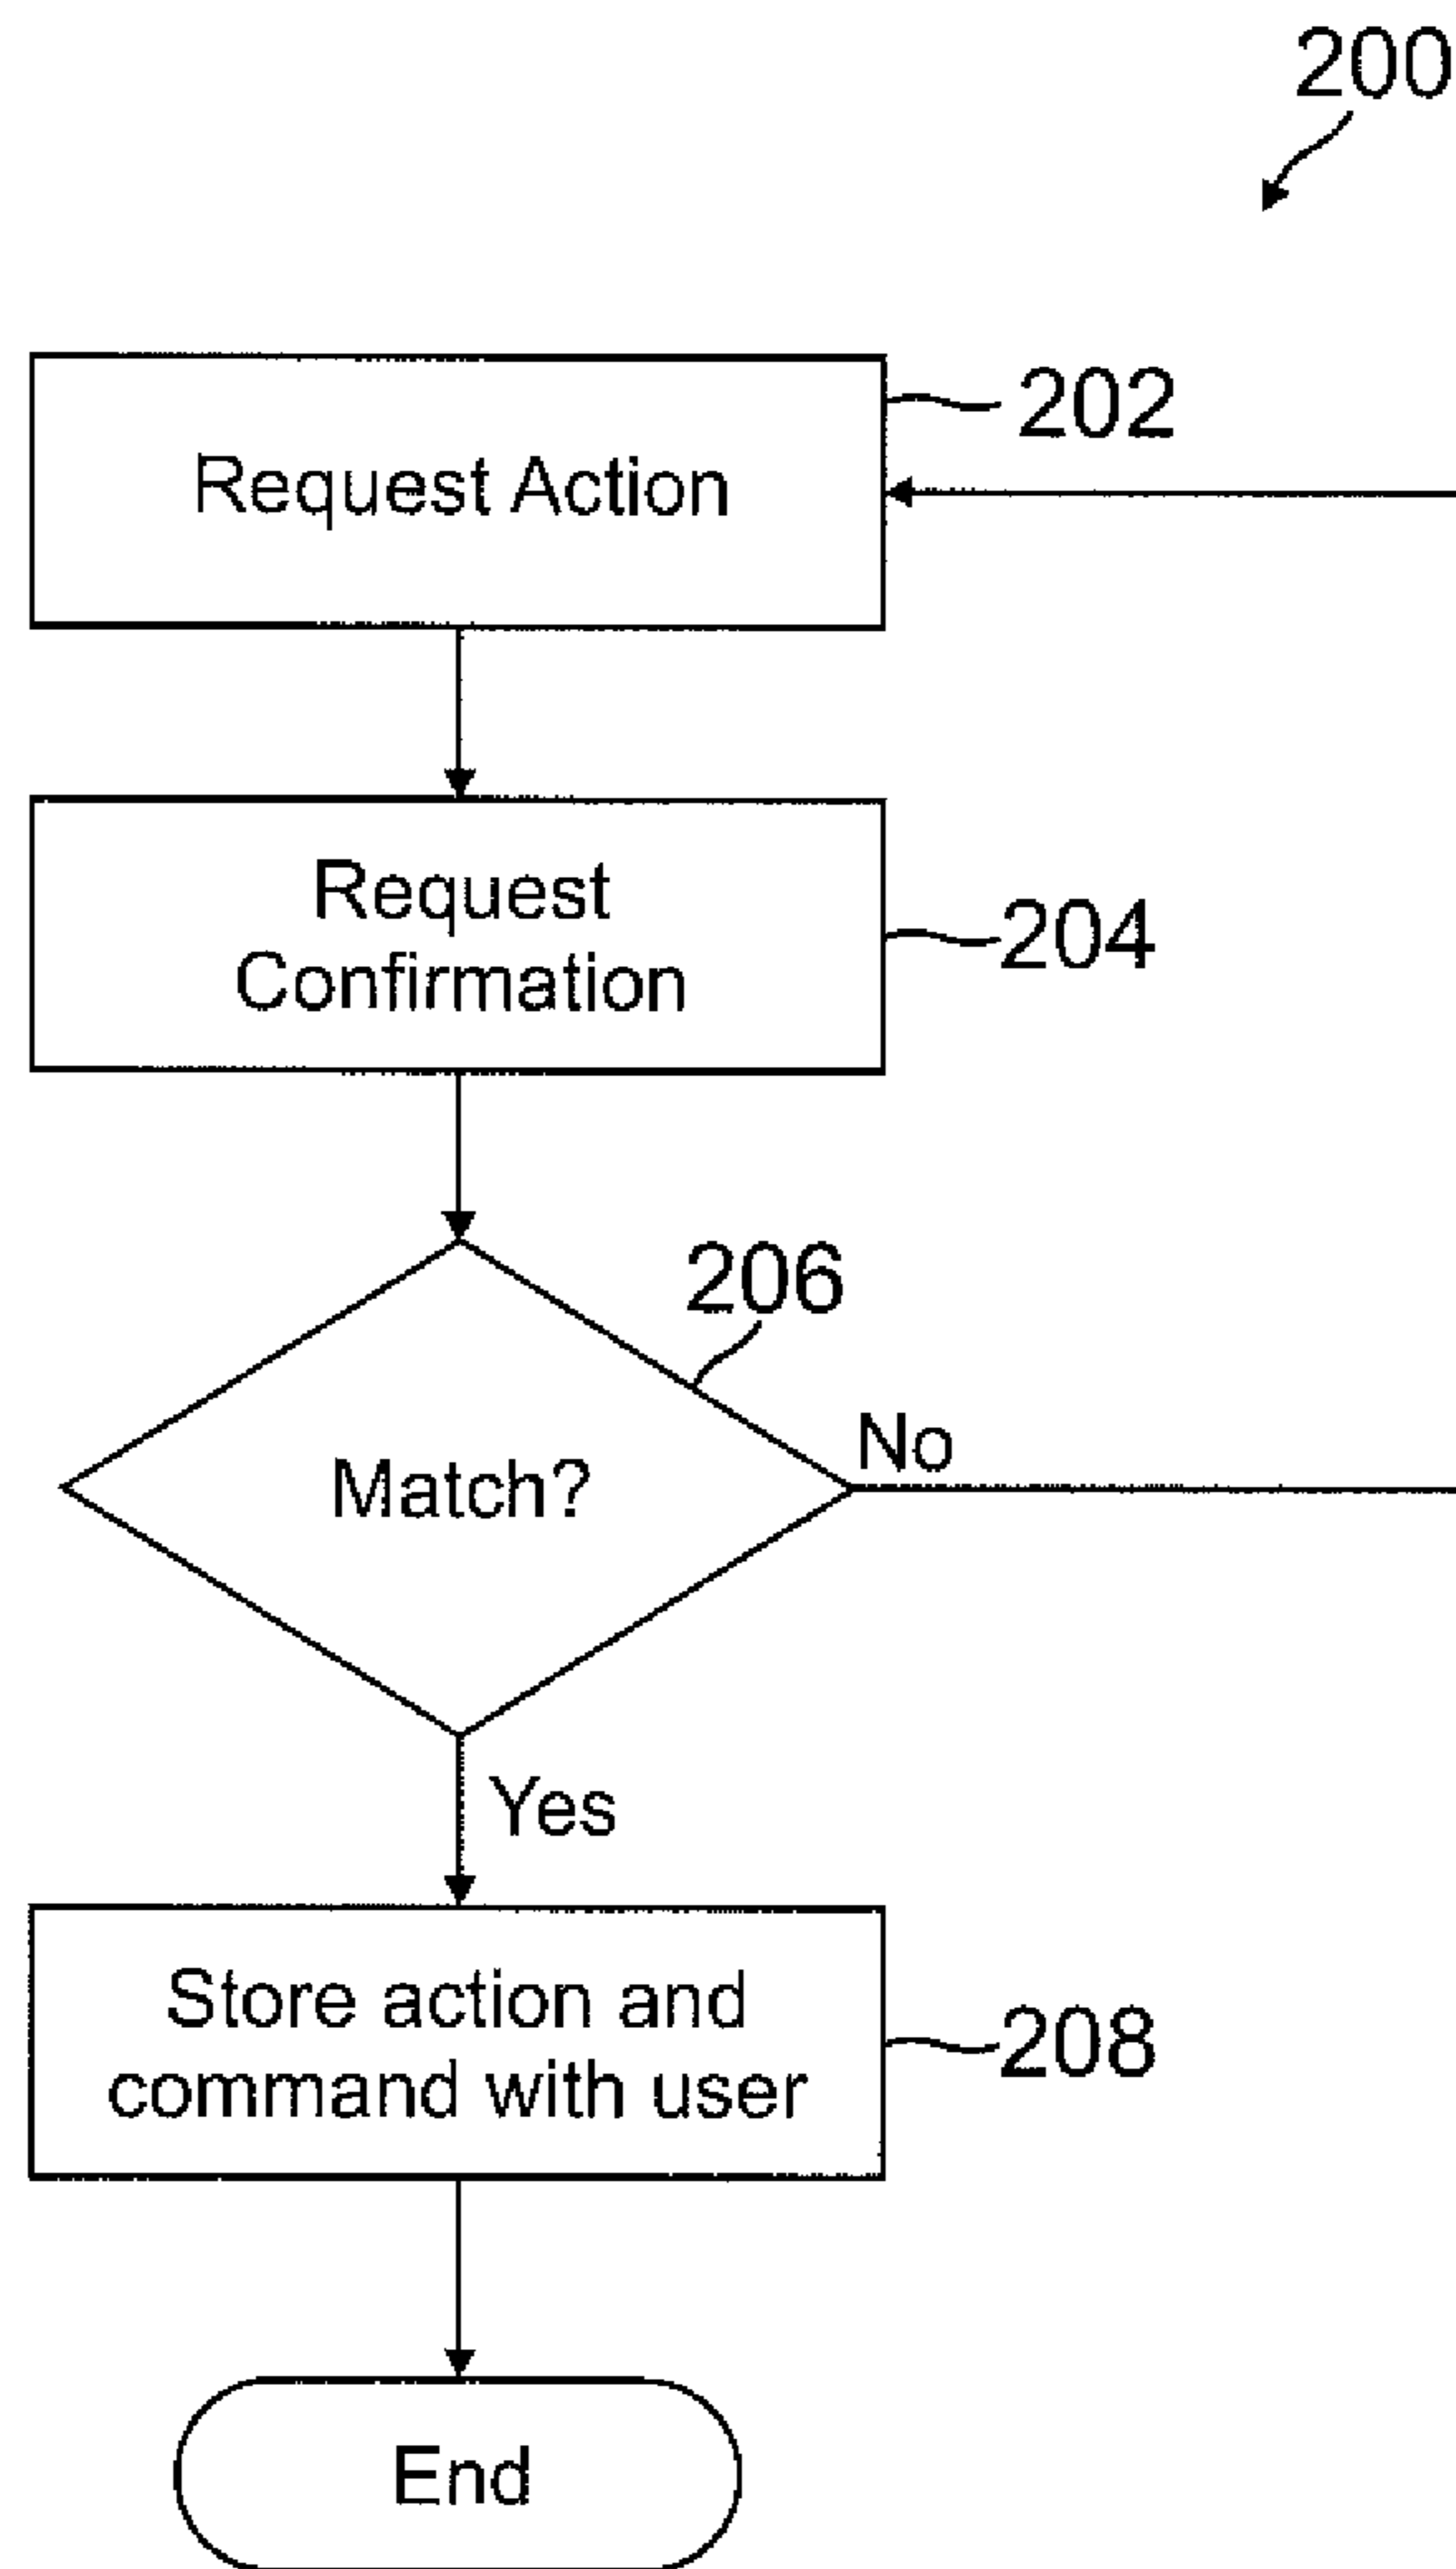 200
Request Action
202
Request
Confirmation
204
206
Match?
No
Yes
Store action and
command with user
208
End